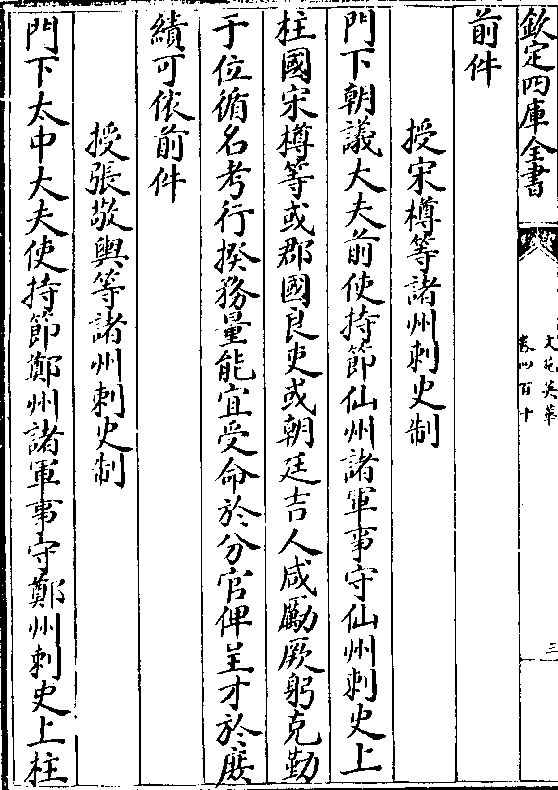 欽定四庫全書
文苑英華
卷四百十
三
前件
授宋樽等諸州刺史制
門下朝議大夫前使持節仙州諸軍事守仙州刺史上
柱國宋樽等或郡國良吏或朝廷吉人咸勵厥躬克勤
于位循名考行揆務量能宜受命於分官俾呈才於庶
績可依前件
授張敬輿等諸州刺史制
門下太中大夫使持節鄭州諸軍事守鄭州刺史上柱